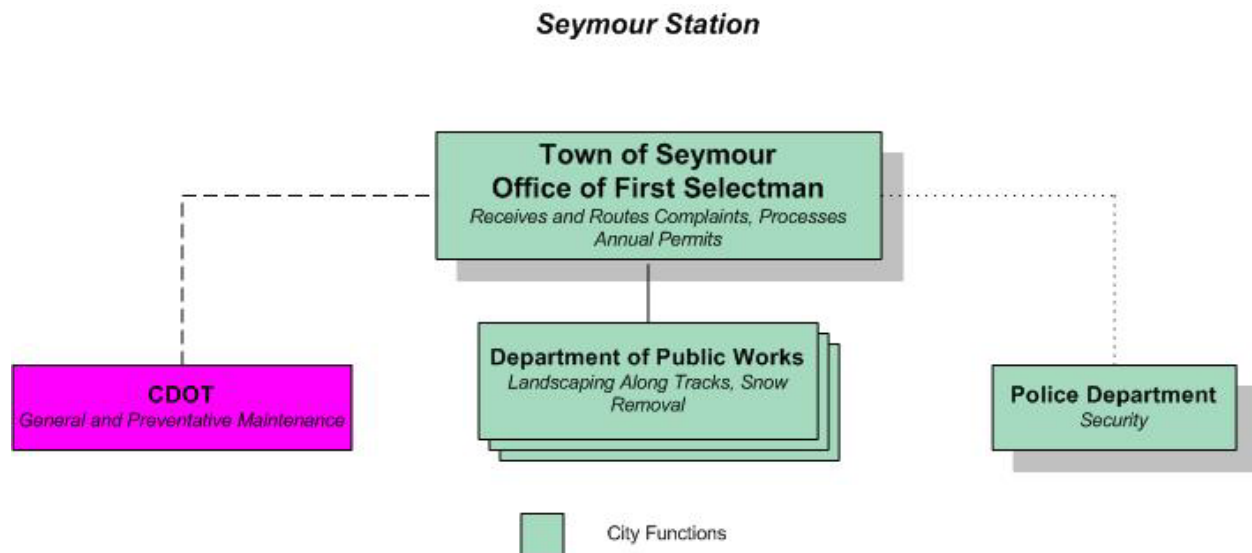 Seymour Station
Town of Seymour
Office of First Selectman
Receives and Routes Complaints, Processes
Annual Permits
Department of Public Works
Landscaping Along Tracks, Snow
Removal
CDOT
General and Preventative Maintenance
Police Department
Security
City Functions